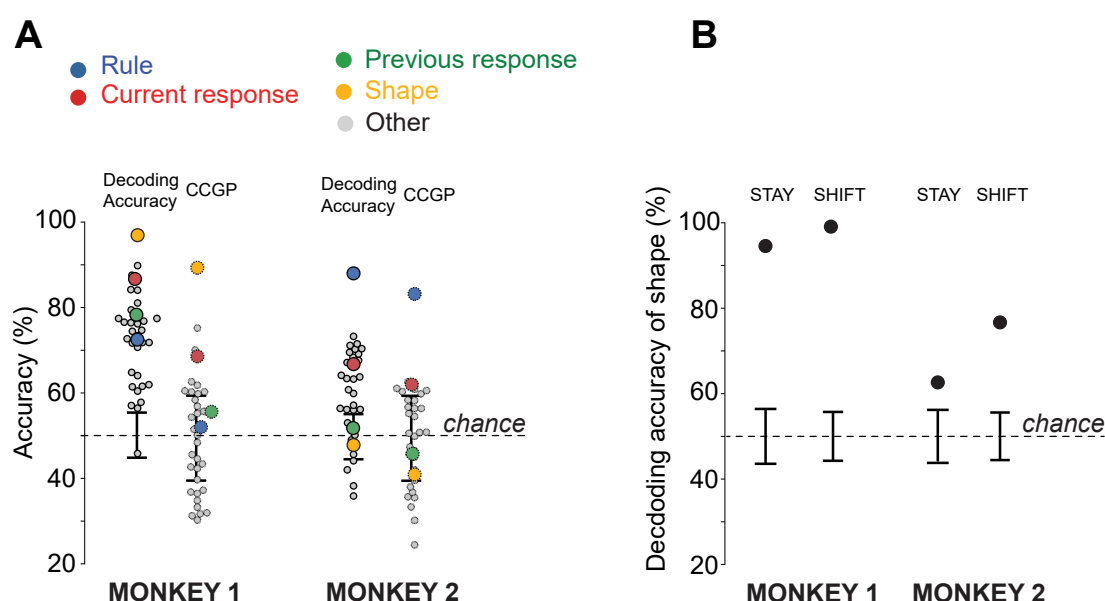 A
Rule
Current response
Previous response
Shape
Other
Decoding
Accuracy
CCGP
Decoding
Accuracy
CCGP
Accuracy (%)
100
80
60
40
20
chance
MONKEY 1
MONKEY 2
B
STAY
SHIFT
STAY
SHIFT
Decdoding accuracy of shape (%)
100
80
60
40
20
chance
MONKEY 1
MONKEY 2